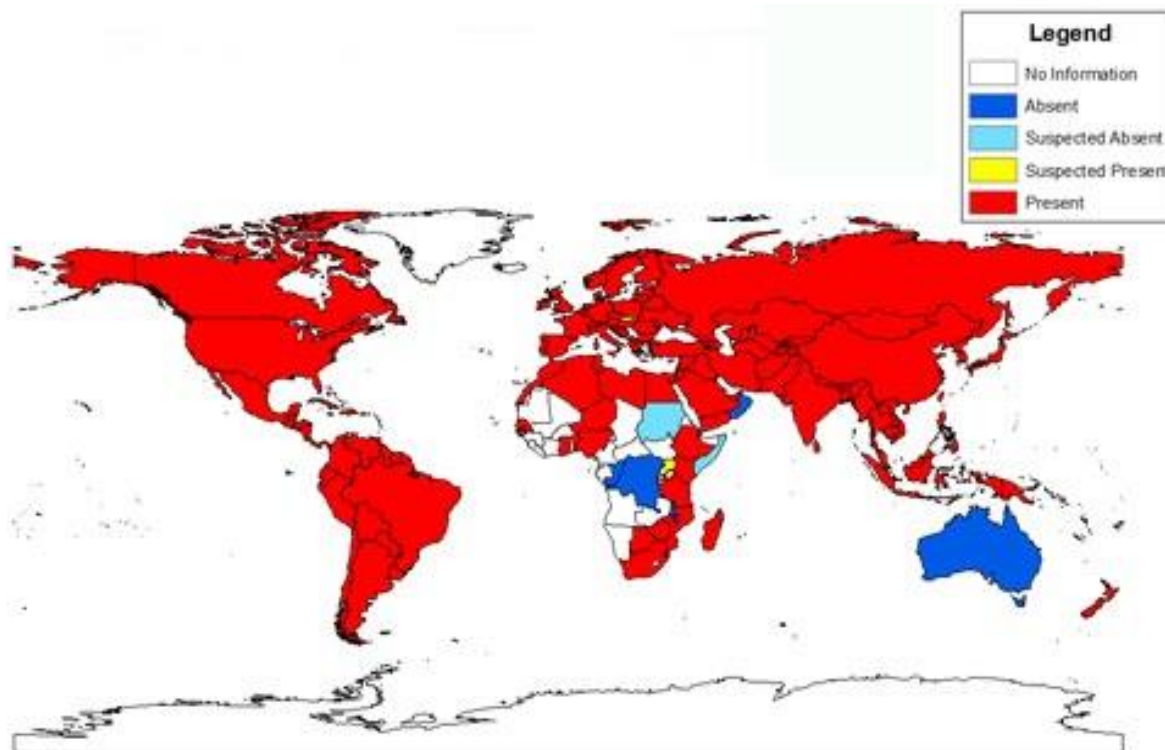 Legend
No Information
Absent
Suspected Absent
Suspected Present
Present